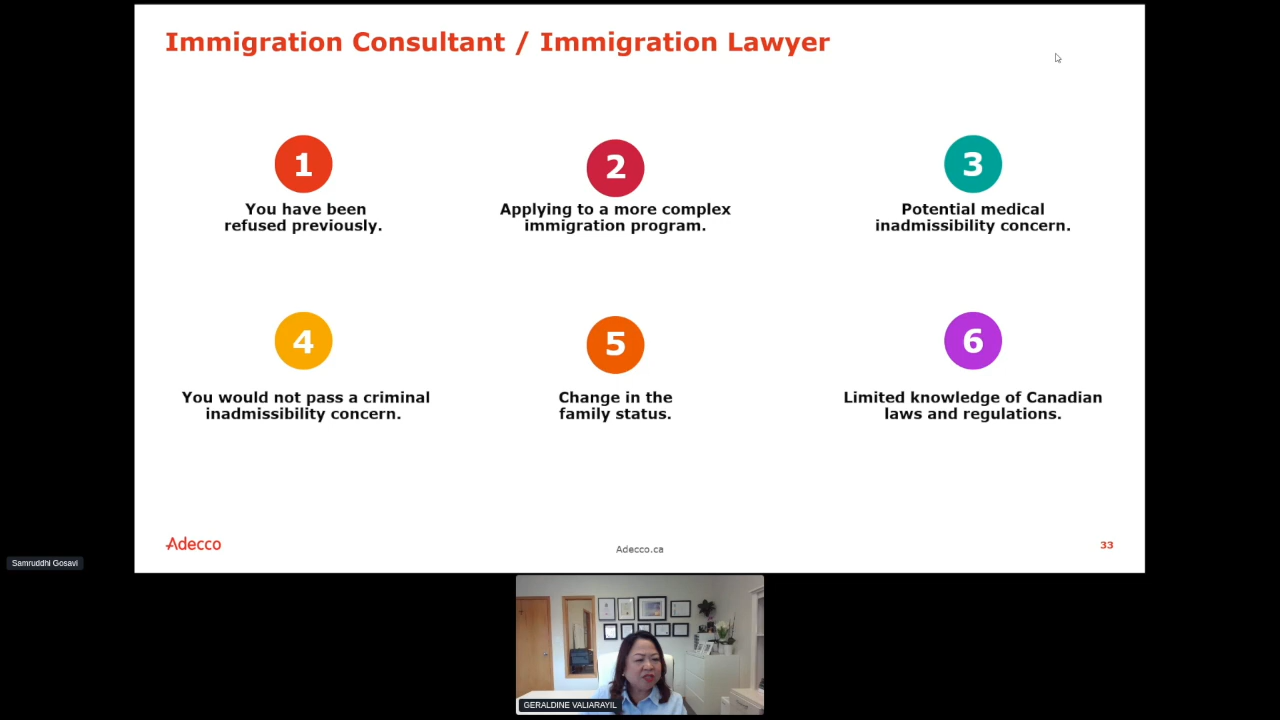 Immigration Consultant / Immigration Lawyer
1
You have been
refused previously.
2
Applying to a more complex
immigration program.
3
Potential medical
inadmissibility concern.
4
You would not pass a criminal
inadmissibility concern.
5
Change in the
family status.
6
Limited knowledge of Canadian
laws and regulations.
Adecco
Adecco.ca
33
Samruddhi Gosavi
GERALDINE VALIARAYIL